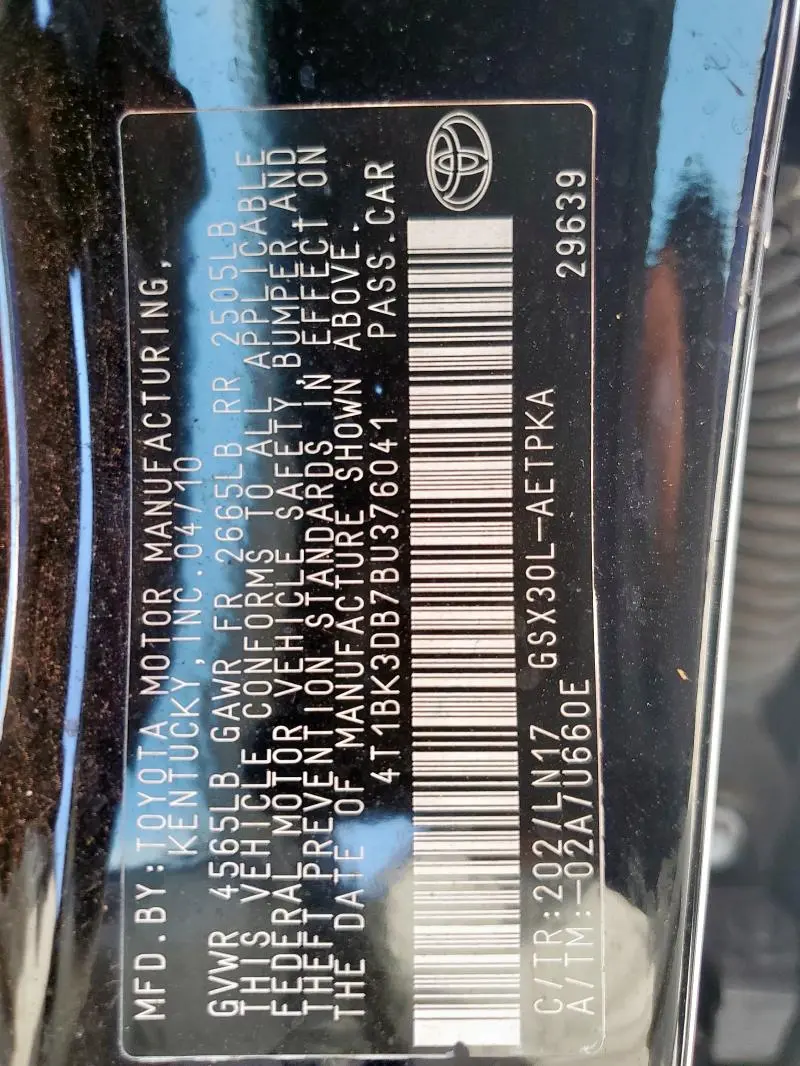 MFD.BY:TOYOTA MOTOR MANUFACTURING,
KENTUCKY,INC.04/10
GVWR 4565LB GAWR FR 2665LB RR 2505LB
THIS VEHICLE CONFORMS TO ALL APPLICABLE
FEDERAL MOTOR VEHICLE SAFETY, BUMPER,AND
THEFT PREVENTION STANDARDS IN EFFECT ON
THE DATE OF MANUFACTURE SHOWN ABOVE.
4T1BK3DB7BU376041 PASS.CAR
C/TR:202/LN17 GSX30L-AETPKA 29639
A/TM:-02A/U660E